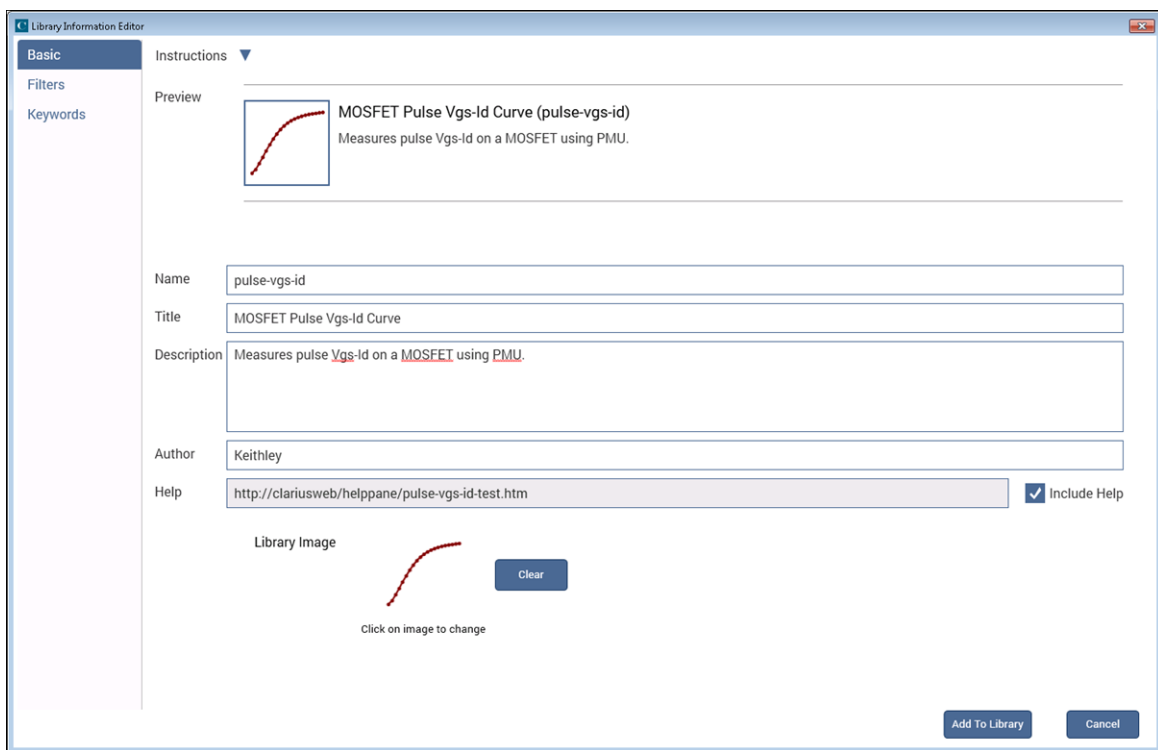 Library Information Editor
Basic
Filters
Keywords
Instructions
Preview
MOSFET Pulse Vgs-Id Curve (pulse-vgs-id)
Measures pulse Vgs-Id on a MOSFET using PMU.
Name
pulse-vgs-id
Title
MOSFET Pulse Vgs-Id Curve
Description
Measures pulse Vgs-Id on a MOSFET using PMU.
Author
Keithley
Help
http://clariusweb/helppane/pulse-vgs-id-test.htm
Include Help
Library Image
Clear
Click on image to change
Add To Library
Cancel